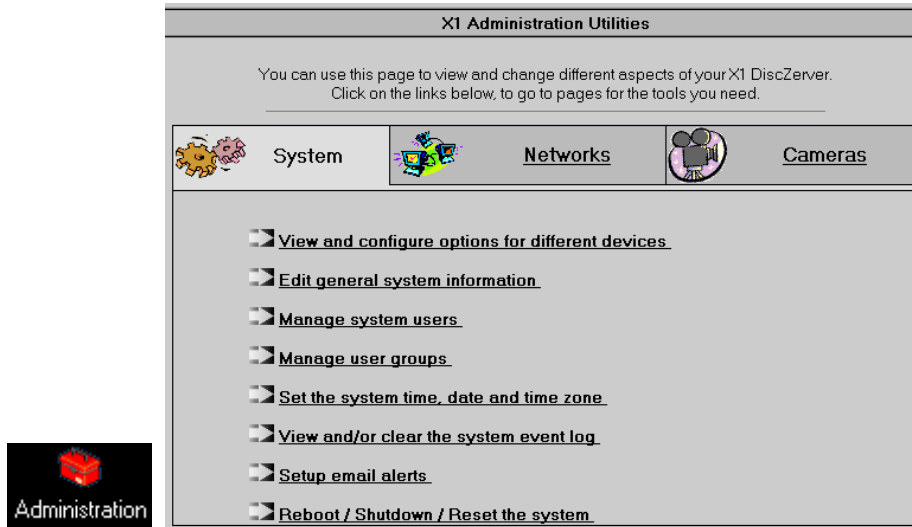 X1 Administration Utilities
You can use this page to view and change different aspects of your X1 DiscZerver.
Click on the links below, to go to pages for the tools you need.
System Networks Cameras
View and configure options for different devices
Edit general system information
Manage system users
Manage user groups
Set the system time, date and time zone
View and/or clear the system event log
Setup email alerts
Reboot / Shutdown / Reset the system
Administration